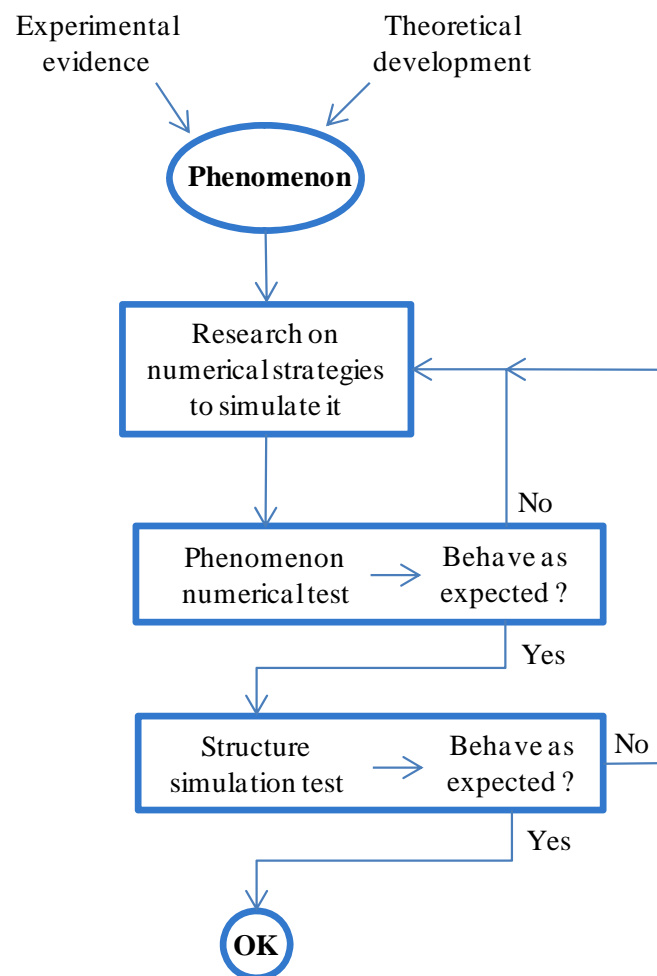 Experimental
evidence
Theoretical
development
Phenomenon
Research on
numerical strategies
to simulate it
No
Phenomenon
numerical test
Behave as
expected ?
Yes
Structure
simulation test
Behave as
expected ?
No
Yes
OK